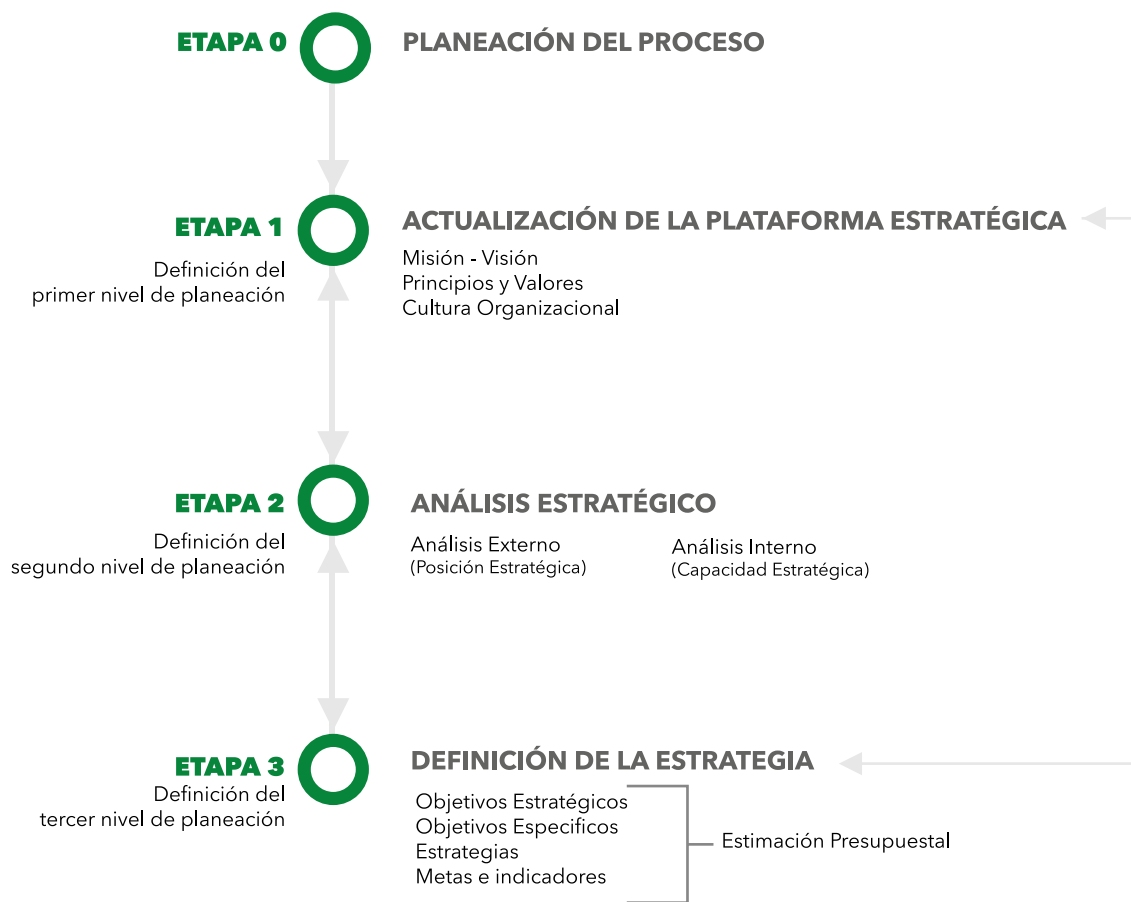 ETAPA 0
PLANEACIÓN DEL PROCESO
ETAPA 1
Definición del
primer nivel de planeación
ACTUALIZACIÓN DE LA PLATAFORMA ESTRATÉGICA
Misión - Visión
Principios y Valores
Cultura Organizacional
ETAPA 2
Definición del
segundo nivel de planeación
ANÁLISIS ESTRATÉGICO
Análisis Externo
(Posición Estratégica)
Análisis Interno
(Capacidad Estratégica)
ETAPA 3
Definición del
tercer nivel de planeación
DEFINICIÓN DE LA ESTRATEGIA
Objetivos Estratégicos
Objetivos Especificos
Estrategias
Metas e indicadores
Estimación Presupuestal